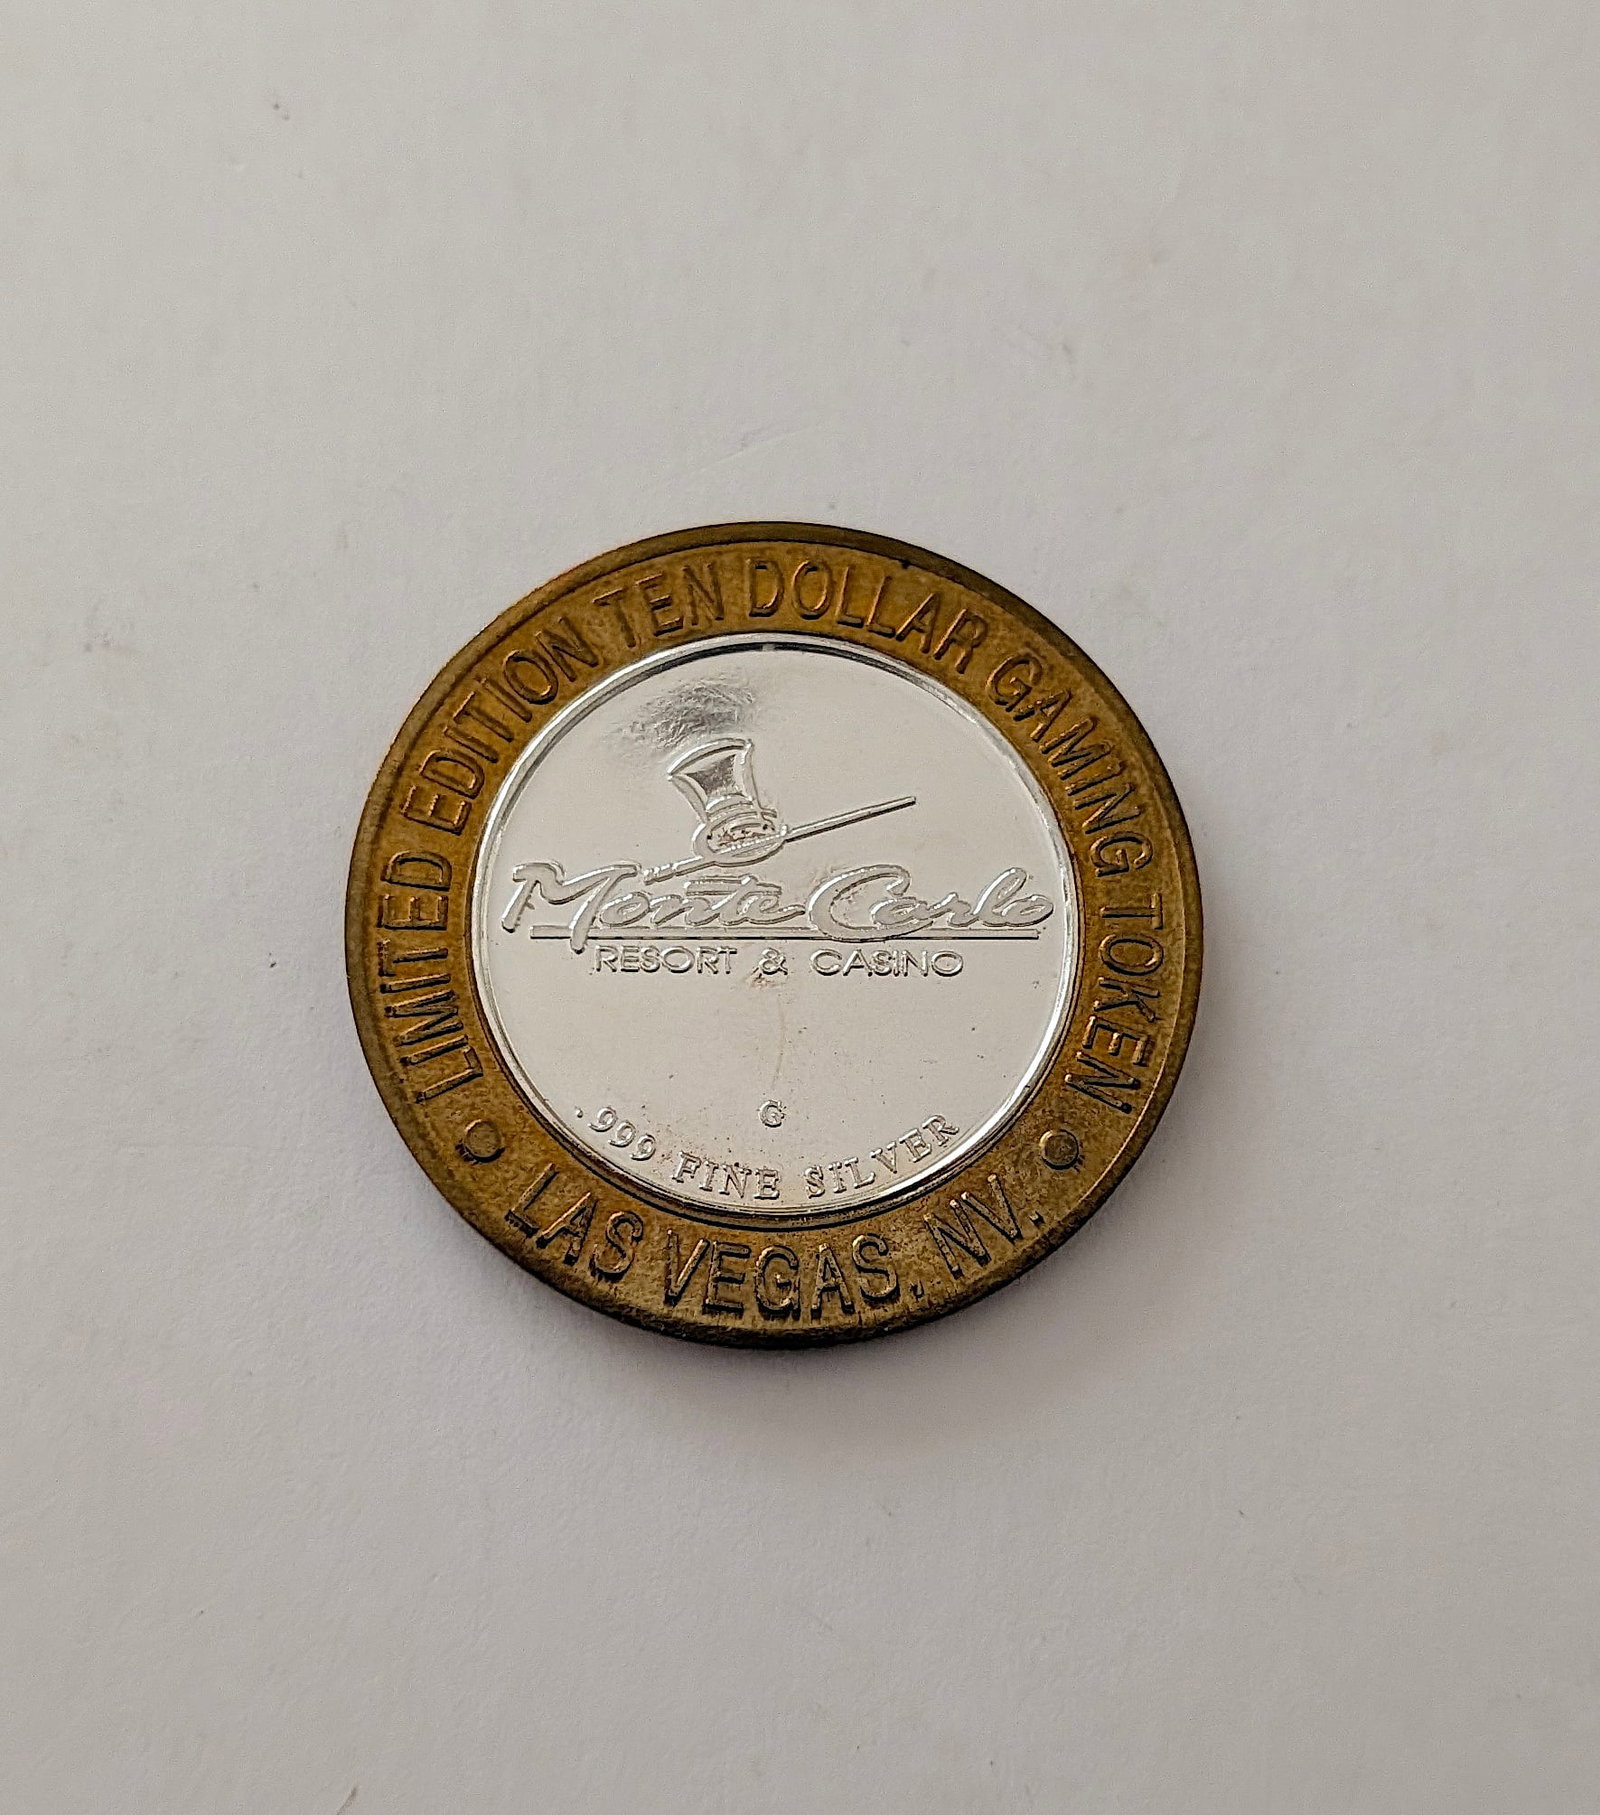 LIMITED EDITION TEN DOLLAR GAMING TOKEN
Monte Carlo
RESORT & CASINO
G
.999 FINE SILVER
LAS VEGAS, NV.